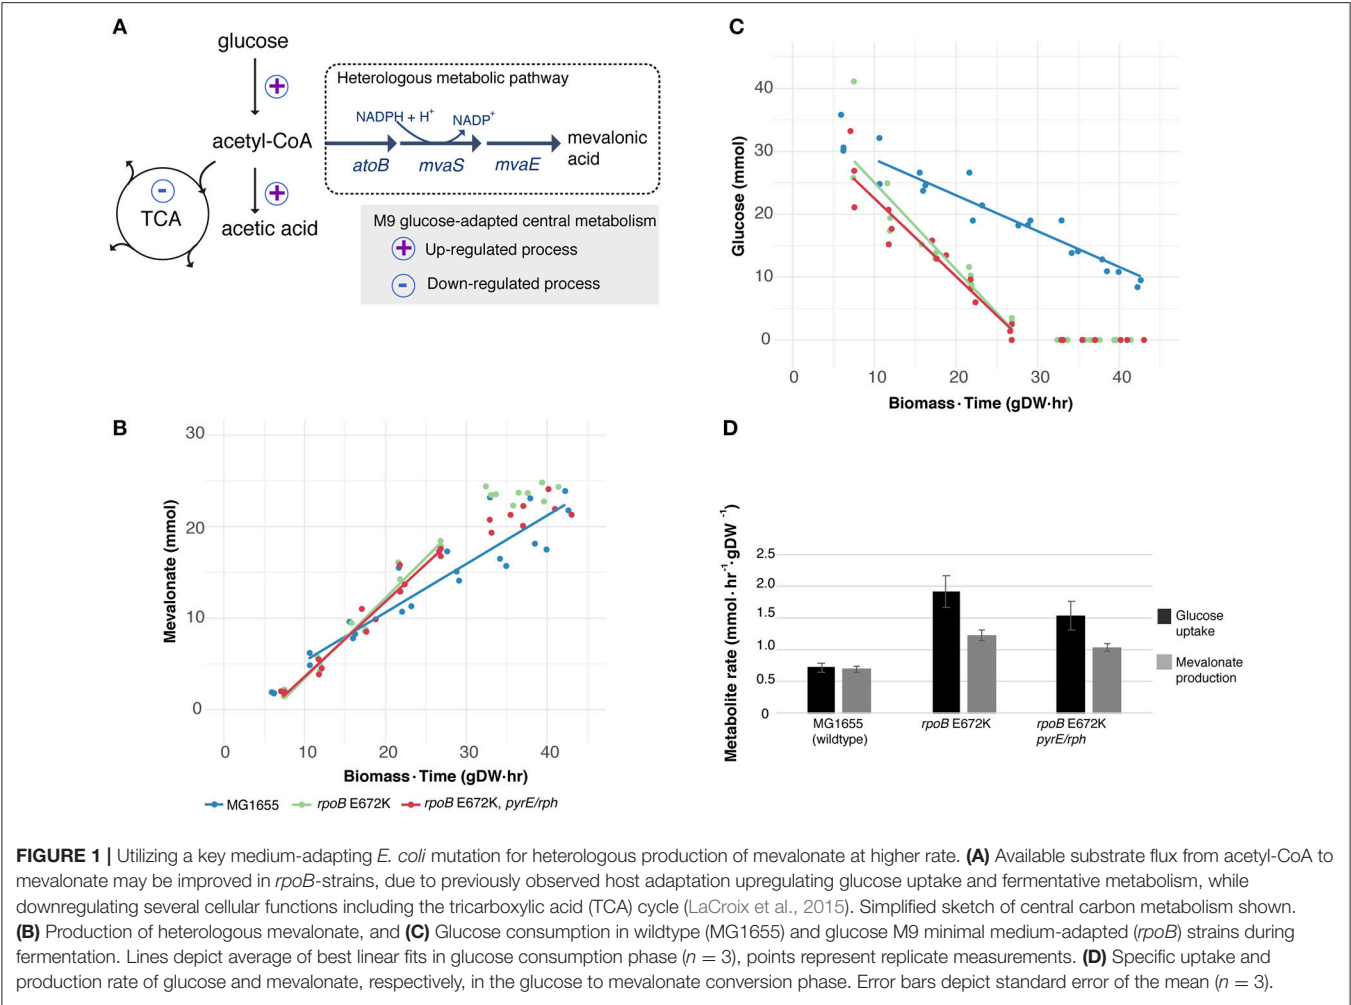 A
glucose
+
Heterologous metabolic pathway
NADPH + H+
NADP+
acetyl-CoA
mevalonic
acid
atoB
mvaS
mvaE
-
TCA
+
acetic acid
M9 glucose-adapted central metabolism
+ Up-regulated process
- Down-regulated process
C
Glucose (mmol)
40
30
20
10
0
0 10 20 30 40
Biomass · Time (gDW·hr)
B
Mevalonate (mmol)
30
20
10
0
0 10 20 30 40
Biomass · Time (gDW·hr)
MG1655 rpoB E672K rpoB E672K, pyrE/rph
D
Metabolite rate (mmol·hr⁻¹·gDW⁻¹)
2.5
2.0
1.5
1.0
0.5
0
MG1655
(wildtype)
rpoB E672K
rpoB E672K
pyrE/rph
Glucose
uptake
Mevalonate
production
FIGURE 1 | Utilizing a key medium-adapting E. coli mutation for heterologous production of mevalonate at higher rate. (A) Available substrate flux from acetyl-CoA to
mevalonate may be improved in rpoB-strains, due to previously observed host adaptation upregulating glucose uptake and fermentative metabolism, while
downregulating several cellular functions including the tricarboxylic acid (TCA) cycle (LaCroix et al., 2015). Simplified sketch of central carbon metabolism shown.
(B) Production of heterologous mevalonate, and (C) Glucose consumption in wildtype (MG1655) and glucose M9 minimal medium-adapted (rpoB) strains during
fermentation. Lines depict average of best linear fits in glucose consumption phase (n = 3), points represent replicate measurements. (D) Specific uptake and
production rate of glucose and mevalonate, respectively, in the glucose to mevalonate conversion phase. Error bars depict standard error of the mean (n = 3).